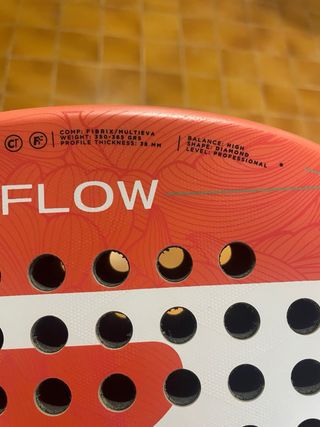 COMP: FIBRIX/MULTIEVA
WEIGHT: 350-365 GRS
PROFILE THICKNESS: 38 MM
BALANCE: HIGH
SHAPE: DIAMOND
LEVEL: PROFESSIONAL
FLOW